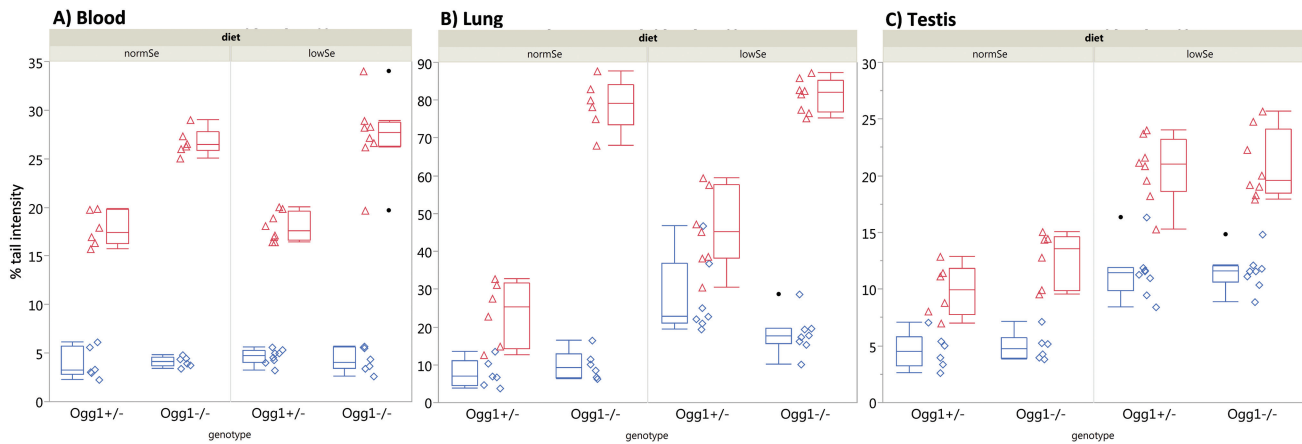 A) Blood
diet
normSe lowSe
% tail intensity
35
30
25
20
15
10
5
0
Ogg1+/- Ogg1-/- Ogg1+/- Ogg1-/-
genotype
B) Lung
diet
normSe lowSe
90
80
70
60
50
40
30
20
10
0
Ogg1+/- Ogg1-/- Ogg1+/- Ogg1-/-
genotype
C) Testis
diet
normSe lowSe
30
25
20
15
10
5
0
Ogg1+/- Ogg1-/- Ogg1+/- Ogg1-/-
genotype